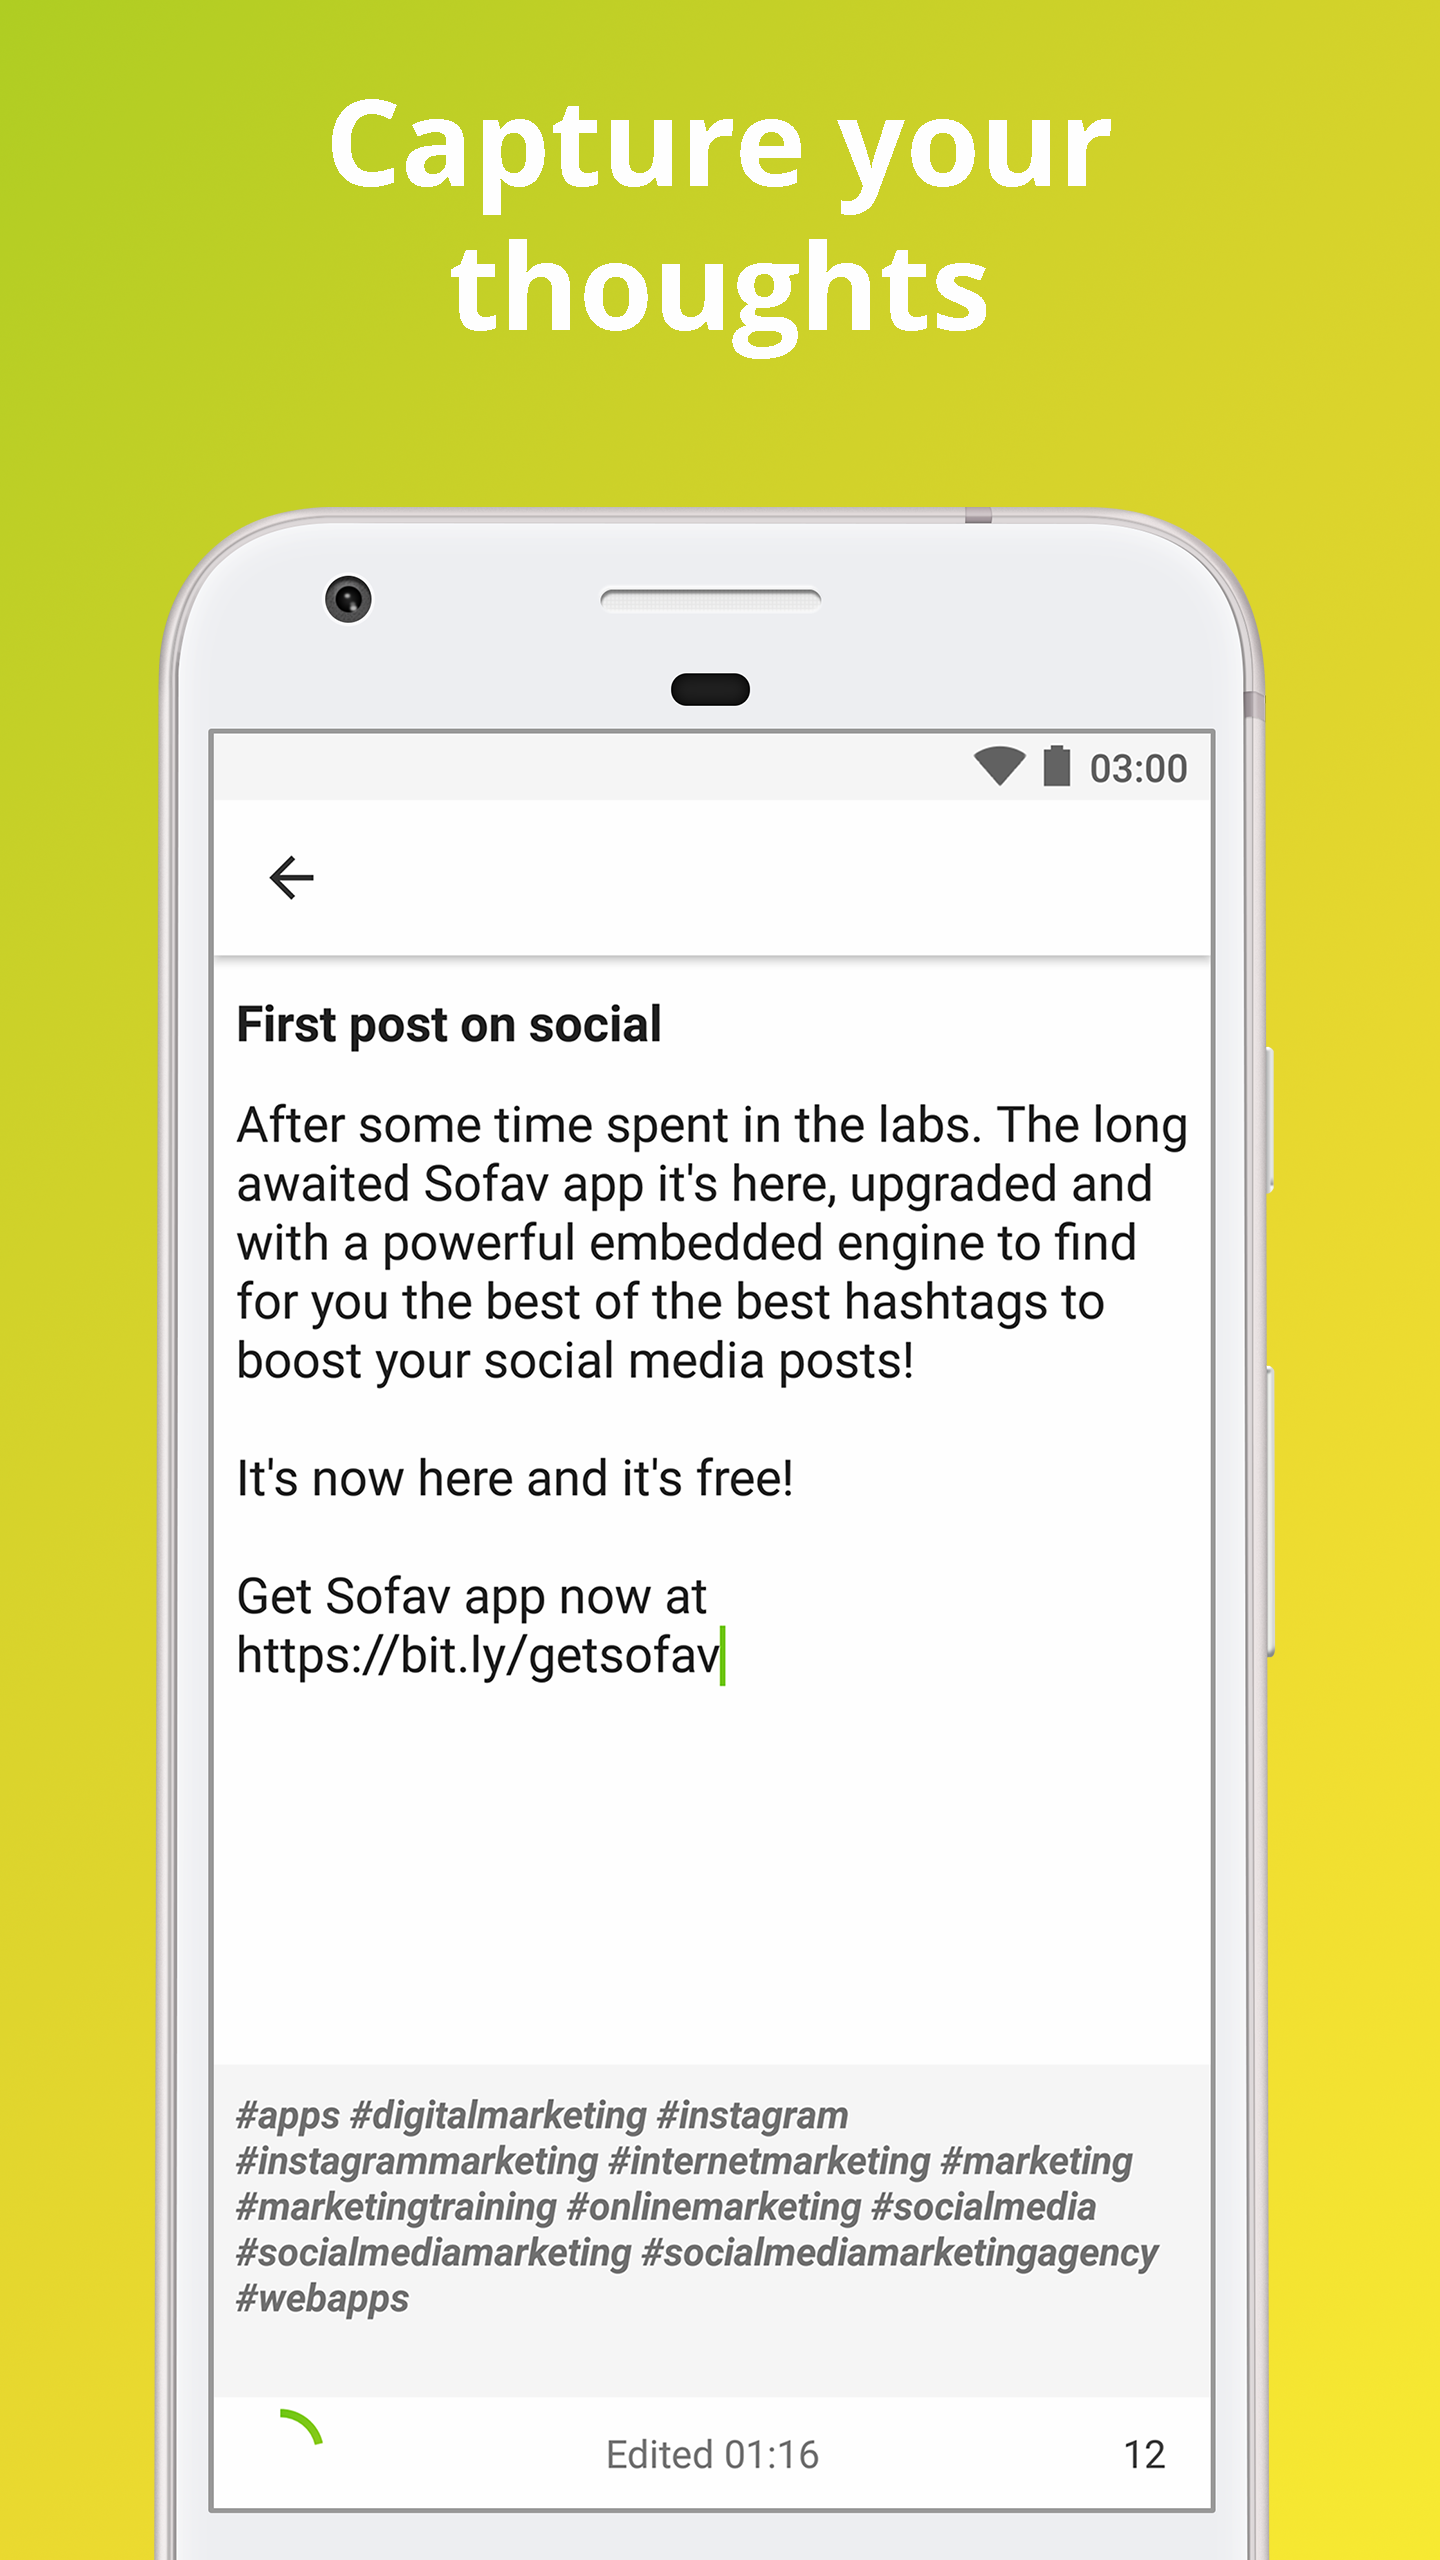 Capture your
thoughts
03:00
First post on social
After some time spent in the labs. The long
awaited Sofav app it's here, upgraded and
with a powerful embedded engine to find
for you the best of the best hashtags to
boost your social media posts!
It's now here and it's free!
Get Sofav app now at
https://bit.ly/getsofav
#apps #digitalmarketing #instagram
#instagrammarketing #internetmarketing #marketing
#marketingtraining #onlinemarketing #socialmedia
#socialmediamarketing #socialmediamarketingagency
#webapps
Edited 01:16
12